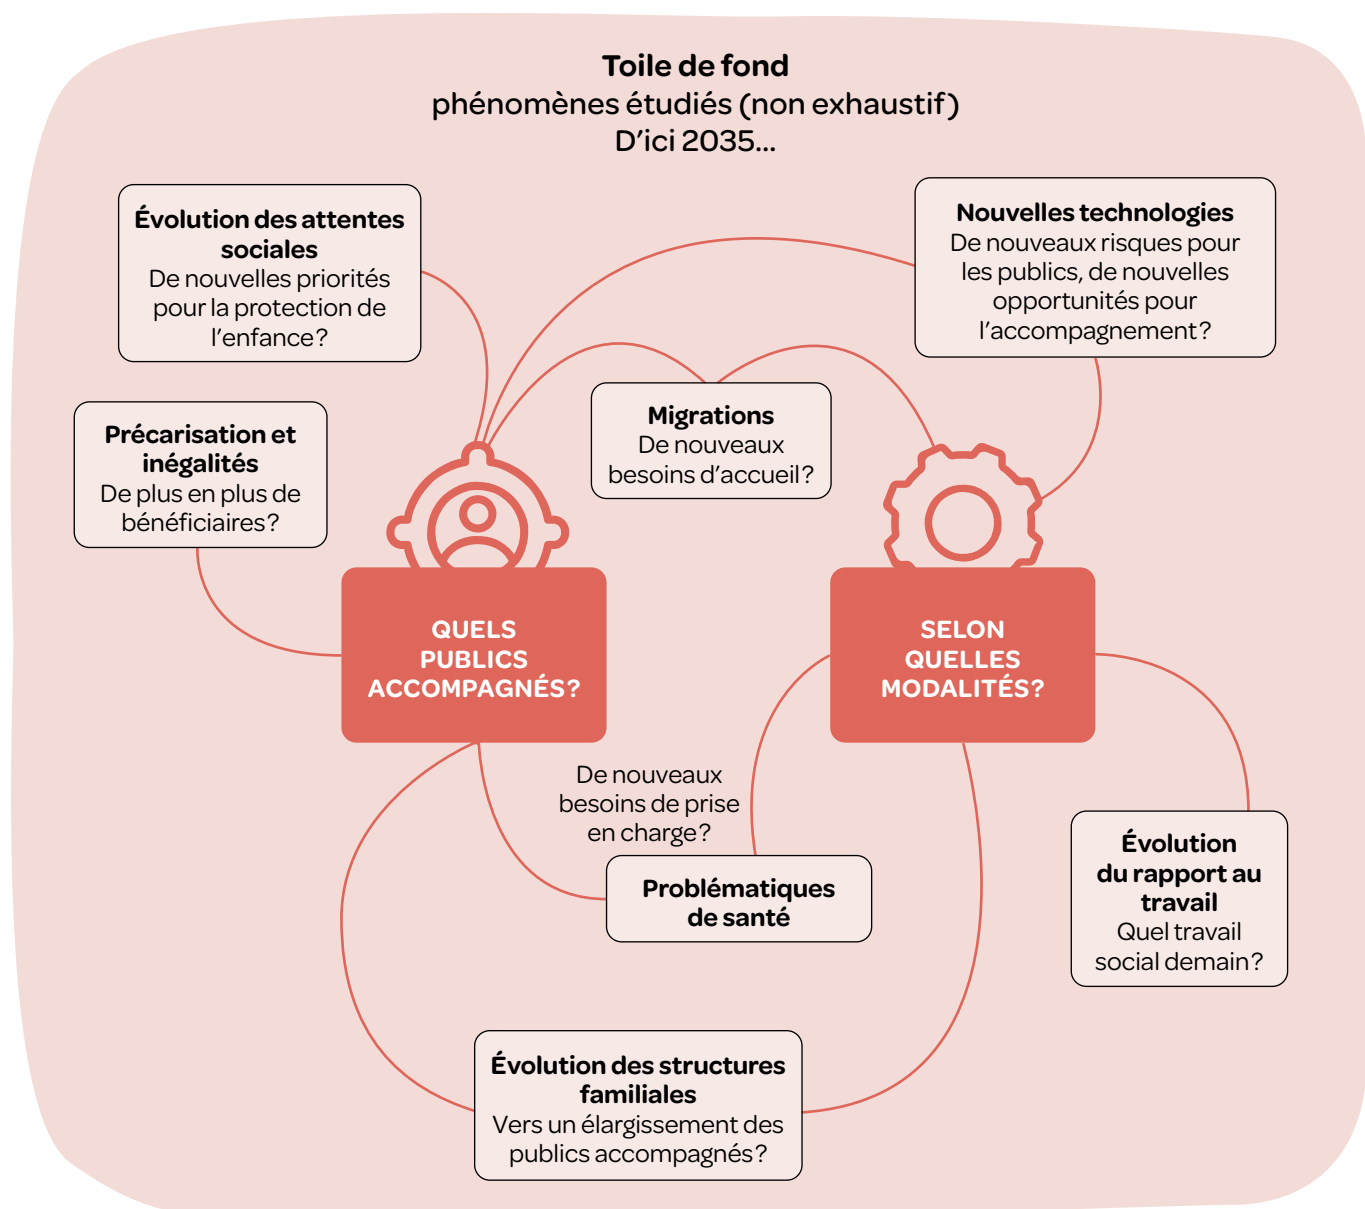 Toile de fond
phénomènes étudiés (non exhaustif)
D’ici 2035...
Évolution des attentes
sociales
De nouvelles priorités
pour la protection de
l’enfance ?
Nouvelles technologies
De nouveaux risques pour
les publics, de nouvelles
opportunités pour
l’accompagnement ?
Migrations
De nouveaux
besoins d’accueil ?
Précarisation et
inégalités
De plus en plus de
bénéficiaires ?
QUELS
PUBLICS
ACCOMPAGNÉS ?
SELON
QUELLES
MODALITÉS ?
De nouveaux
besoins de prise
en charge ?
Problématiques
de santé
Évolution
du rapport au
travail
Quel travail
social demain ?
Évolution des structures
familiales
Vers un élargissement des
publics accompagnés ?